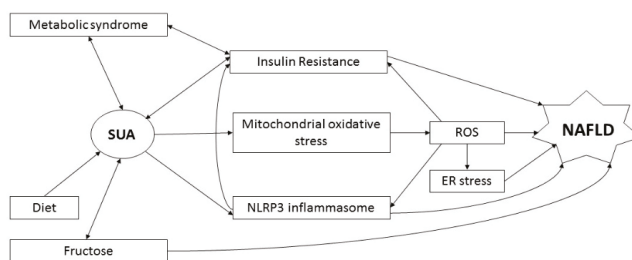 Metabolic syndrome
Insulin Resistance
SUA
Mitochondrial oxidative
stress
ROS
NAFLD
ER stress
Diet
NLRP3 inflammasome
Fructose